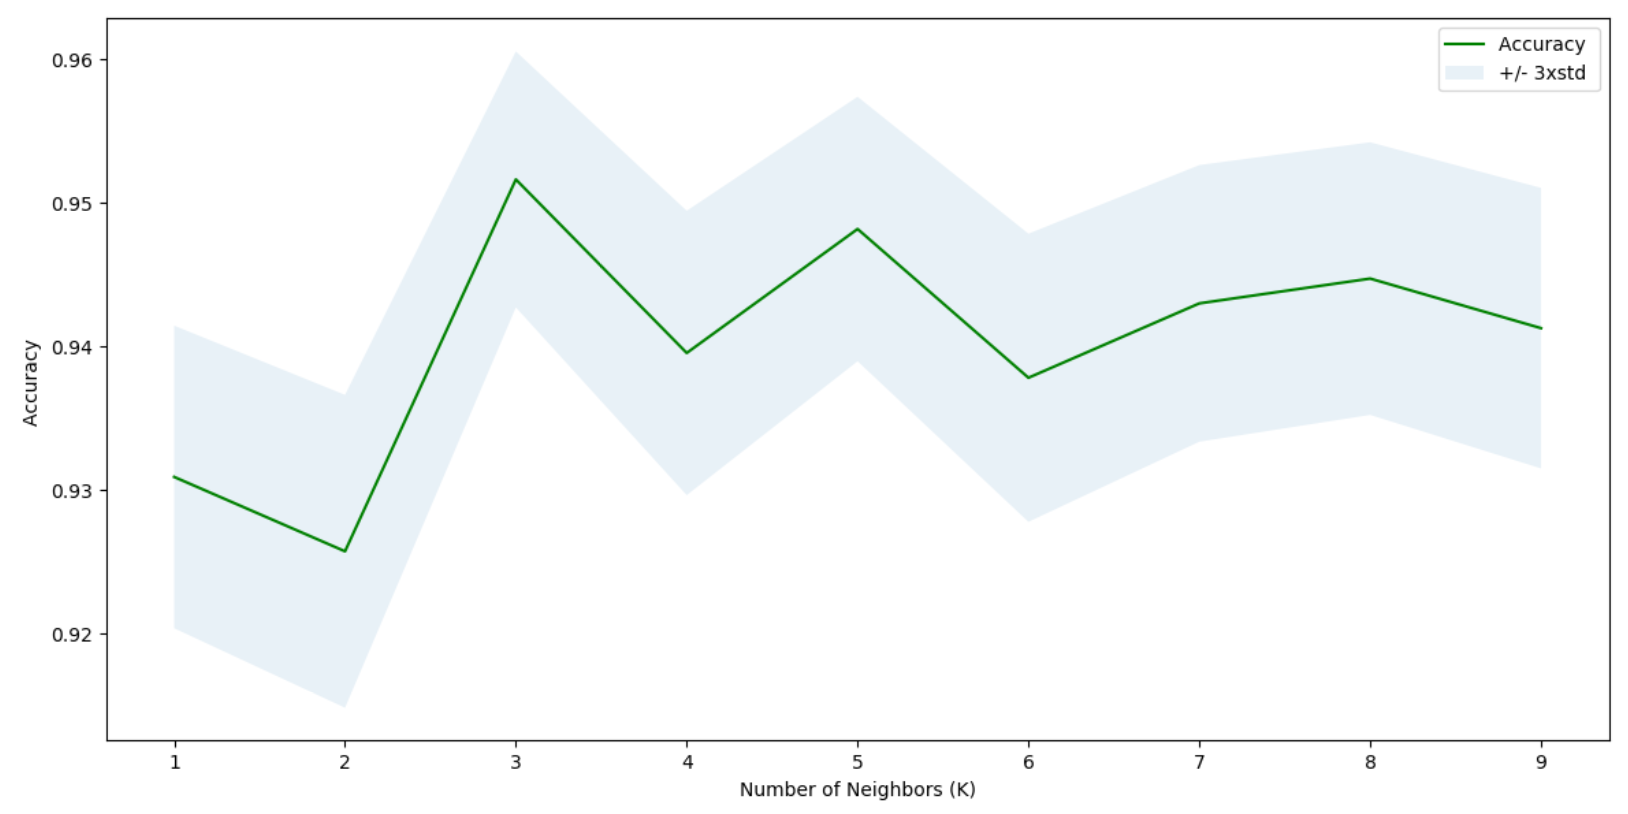 Accuracy
+/- 3xstd
0.96
0.95
0.94
0.93
0.92
Accuracy
1 2 3 4 5 6 7 8 9
Number of Neighbors (K)